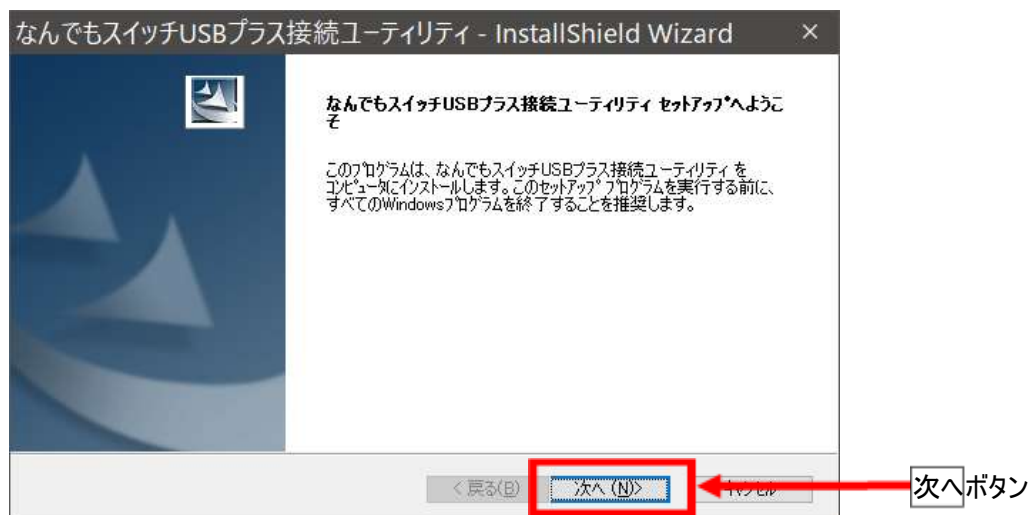 なんでもスイッチUSBプラス接続ユーティリティ - InstallShield Wizard ×
なんでもスイッチUSBプラス接続ユーティリティ セットアップへようこ
そ
このプログラムは、なんでもスイッチUSBプラス接続ユーティリティ を
コンピュータにインストールします。このセットアップ プログラムを実行する前に、
すべてのWindowsプログラムを終了することを推奨します。
< 戻る(B) 次へ (N)> キャンセル
次へボタン